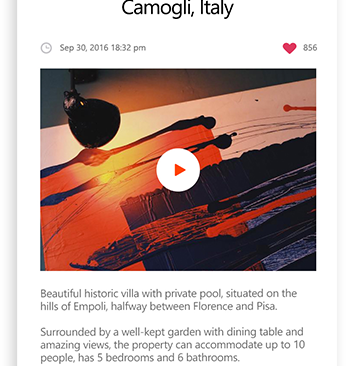 Camogli, Italy
Sep 30, 2016 18:32 pm
856
Beautiful historic villa with private pool, situated on the
hills of Empoli, halfway between Florence and Pisa.
Surrounded by a well-kept garden with dining table and
amazing views, the property can accommodate up to 10
people, has 5 bedrooms and 6 bathrooms.